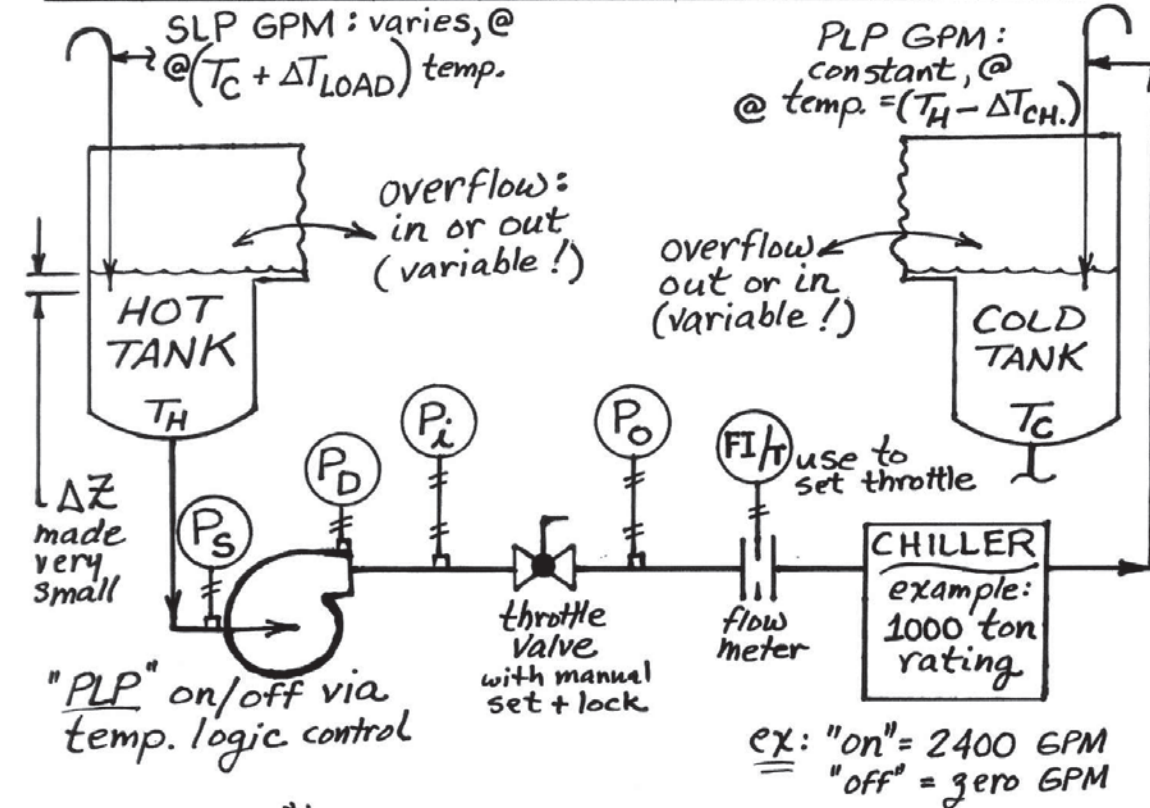 SLP GPM : varies, @
@ (TC + ΔTLOAD) temp.
PLP GPM :
constant, @
@ temp. = (TH - ΔTCH.)
overflow :
in or out
(variable !)
overflow
out or in
(variable !)
HOT
TANK
TH
COLD
TANK
TC
ΔZ
made
very
small
PS
PD
Pi
PO
FI/T
use to
set throttle
throttle
valve
with manual
set + lock
flow
meter
CHILLER
example:
1000 ton
rating
"PLP" on/off via
temp. logic control
ex: "on" = 2400 GPM
"off" = zero GPM